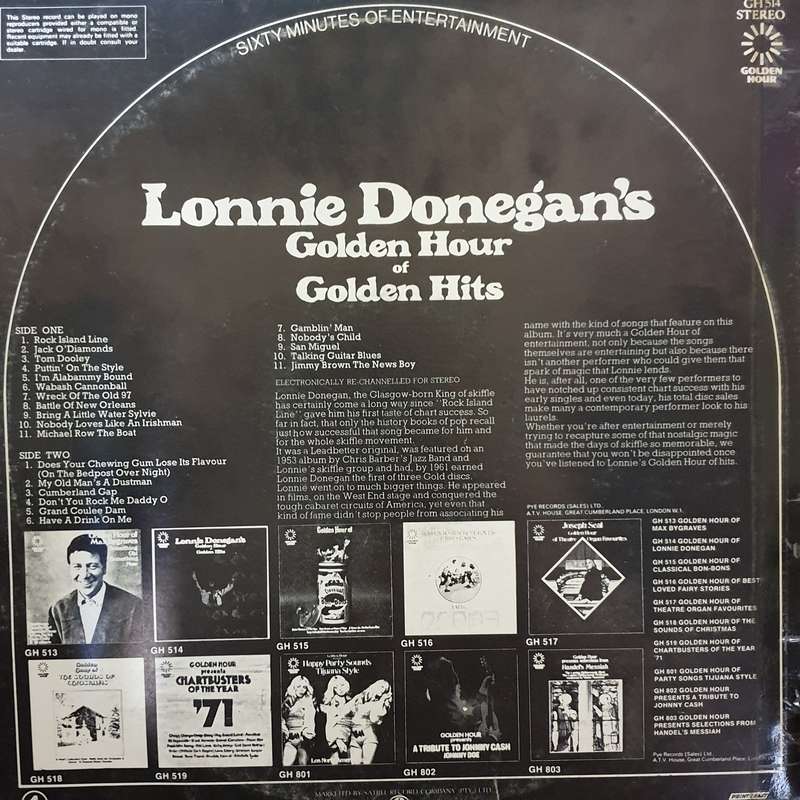 This Stereo record can be played on mono
reproducers provided either a compatible or
stereo cartridge wired for mono is fitted.
Recent equipment may already be fitted with a
suitable cartridge. If in doubt consult your
dealer.
SIXTY MINUTES OF ENTERTAINMENT
GH 514
STEREO
GOLDEN
HOUR
Lonnie Donegan's
Golden Hour
of
Golden Hits
SIDE ONE
1. Rock Island Line
2. Jack O'Diamonds
3. Tom Dooley
4. Puttin' On The Style
5. I'm Alabammy Bound
6. Wabash Cannonball
7. Wreck Of The Old 97
8. Battle Of New Orleans
9. Bring A Little Water Sylvie
10. Nobody Loves Like An Irishman
11. Michael Row The Boat
SIDE TWO
1. Does Your Chewing Gum Lose Its Flavour
(On The Bedpost Over Night)
2. My Old Man's A Dustman
3. Cumberland Gap
4. Don't You Rock Me Daddy O
5. Grand Coulee Dam
6. Have A Drink On Me
7. Gamblin' Man
8. Nobody's Child
9. San Miguel
10. Talking Guitar Blues
11. Jimmy Brown The News Boy
ELECTRONICALLY RE-CHANNELLED FOR STEREO
Lonnie Donegan, the Glasgow-born King of skiffle
has certainly come a long way since "Rock Island
Line" gave him his first taste of chart success. So
far in fact, that only the history books of pop recall
just how successful that song became for him and
for the whole skiffle movement.
It was a Leadbetter original, was featured on an
1953 album by Chris Barber's Jazz Band and
Lonnie's skiffle group and had, by 1961 earned
Lonnie Donegan the first of three Gold discs.
Lonnie went on to much bigger things. He appeared
in films, on the West End stage and conquered the
tough cabaret circuits of America, yet even that
kind of fame didn't stop people from associating his
name with the kind of songs that feature on this
album. It's very much a Golden Hour of
entertainment, not only because the songs
themselves are entertaining but also because there
isn't another performer who could give them that
spark of magic that Lonnie lends.
He is, after all, one of the very few performers to
have notched up consistent chart success with his
early singles and even today, his total disc sales
make many a contemporary performer look to his
laurels.
Whether you're after entertainment or merely
trying to recapture some of that nostalgic magic
that made the days of skiffle so memorable, we
guarantee that you won't be disappointed once
you've listened to Lonnie's Golden Hour of hits.
PYE RECORDS (SALES) LTD.
A.T.V. HOUSE, GREAT CUMBERLAND PLACE, LONDON W.1.
GH 513 GOLDEN HOUR OF
MAX BYGRAVES
GH 514 GOLDEN HOUR OF
LONNIE DONEGAN
GH 515 GOLDEN HOUR OF
CLASSICAL BON-BONS
GH 516 GOLDEN HOUR OF BEST
LOVED FAIRY STORIES
GH 517 GOLDEN HOUR OF
THEATRE ORGAN FAVOURITES
GH 518 GOLDEN HOUR OF THE
SOUNDS OF CHRISTMAS
GH 519 GOLDEN HOUR OF
CHARTBUSTERS OF THE YEAR
'71
GH 801 GOLDEN HOUR OF
PARTY SONGS TIJUANA STYLE
GH 802 GOLDEN HOUR
PRESENTS A TRIBUTE TO
JOHNNY CASH
GH 803 GOLDEN HOUR
PRESENTS SELECTIONS FROM
HANDEL'S MESSIAH
Pye Records (Sales) Ltd.
A.T.V. House, Great Cumberland Place,
Lonnie Donegan's
Golden Hour
of
Golden Hits
Golden Hour of
Joseph Seal
Golden Hour
of Theatre Organ Favourites
GH 513
GH 514
GH 515
GH 516
GH 517
Golden
Hour of
THE SOUNDS OF
CHRISTMAS
GOLDEN HOUR
presents
CHARTBUSTERS
OF THE YEAR
'71
Happy Party Sounds
Tijuana Style
GOLDEN HOUR
presents
A TRIBUTE TO JOHNNY CASH
JOHNNY DOE
Golden Hour
presents selections from
Handel's Messiah
GH 518
GH 519
GH 801
GH 802
GH 803
MARKETED BY SATBEL RECORD COMPANY (PTY.) LTD.